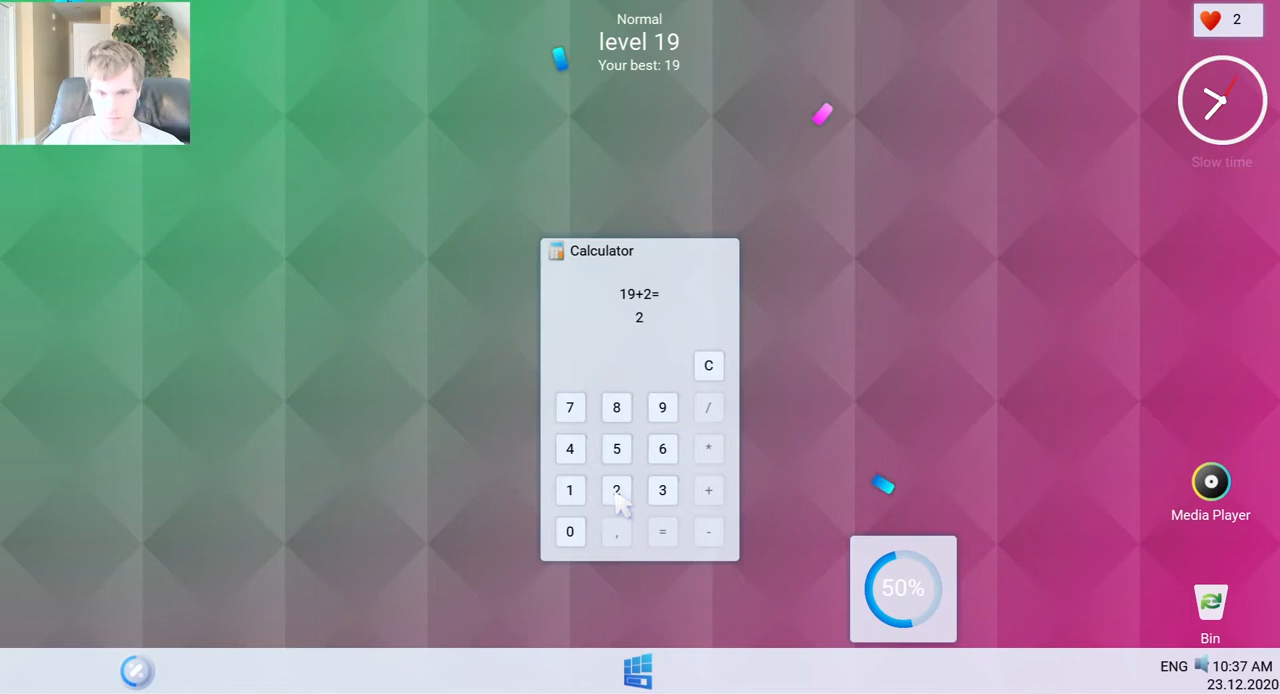 Normal
level 19
Your best: 19
2
Slow time
Calculator
19+2=
2
C
7 8 9 /
4 5 6 *
1 2 3 +
0 , = -
50%
Media Player
Bin
ENG 10:37 AM
23.12.2020